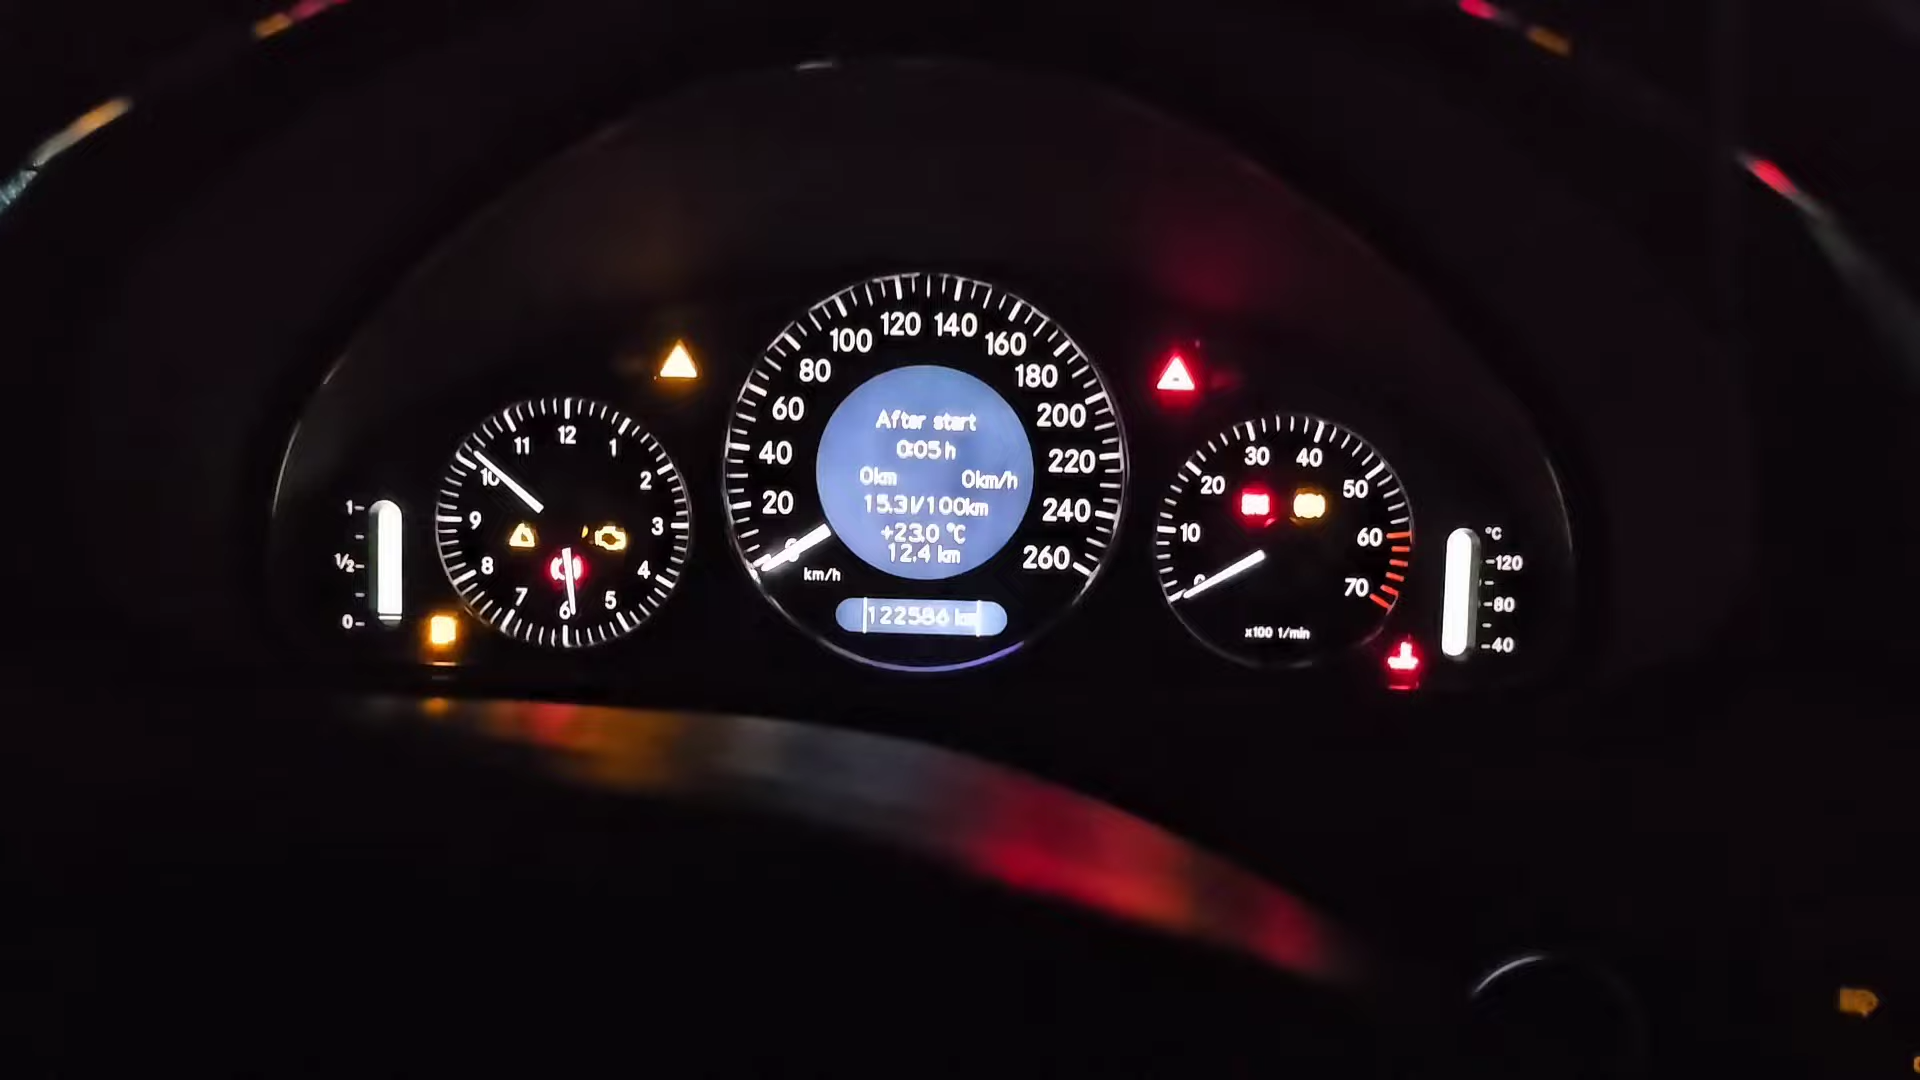 120 140
100 160
80 180
60 200
40 220
20 240
0 260
km/h
After start
0:05 h
0km 0km/h
15.3l/100km
+23.0 °C
12.4 km
122586 km
12
11 1
10 2
9 3
8 4
7 5
6
1
1/2
0
30 40
20 50
10 60
0 70
x100 1/min
°C
120
80
40